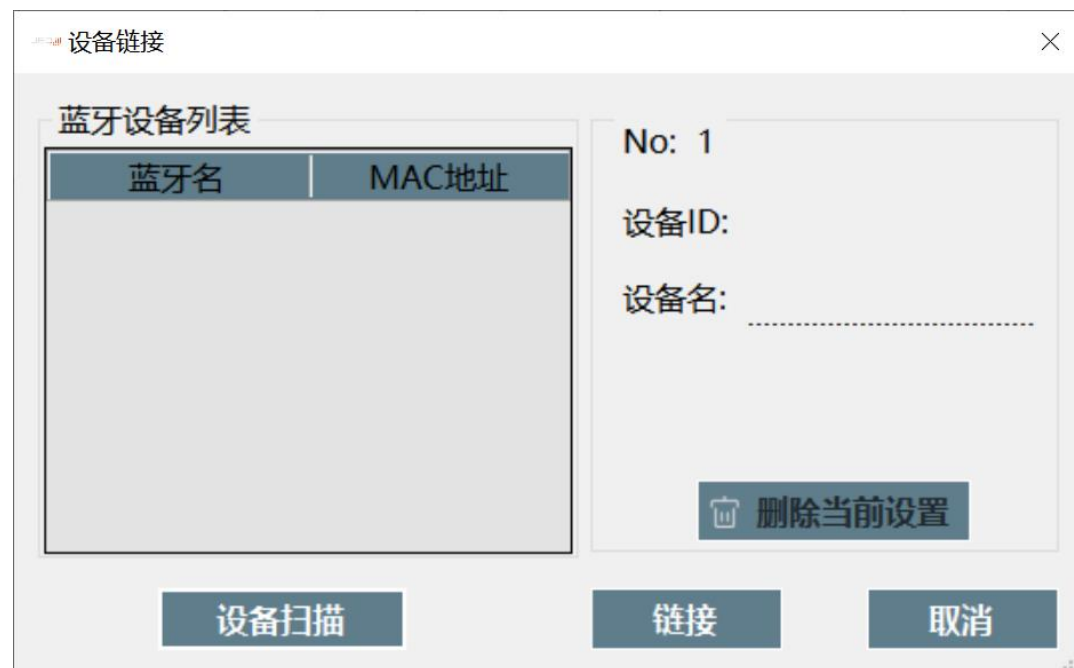 设备链接
蓝牙设备列表
蓝牙名 MAC地址
No: 1
设备ID:
设备名:
删除当前设置
设备扫描 链接 取消